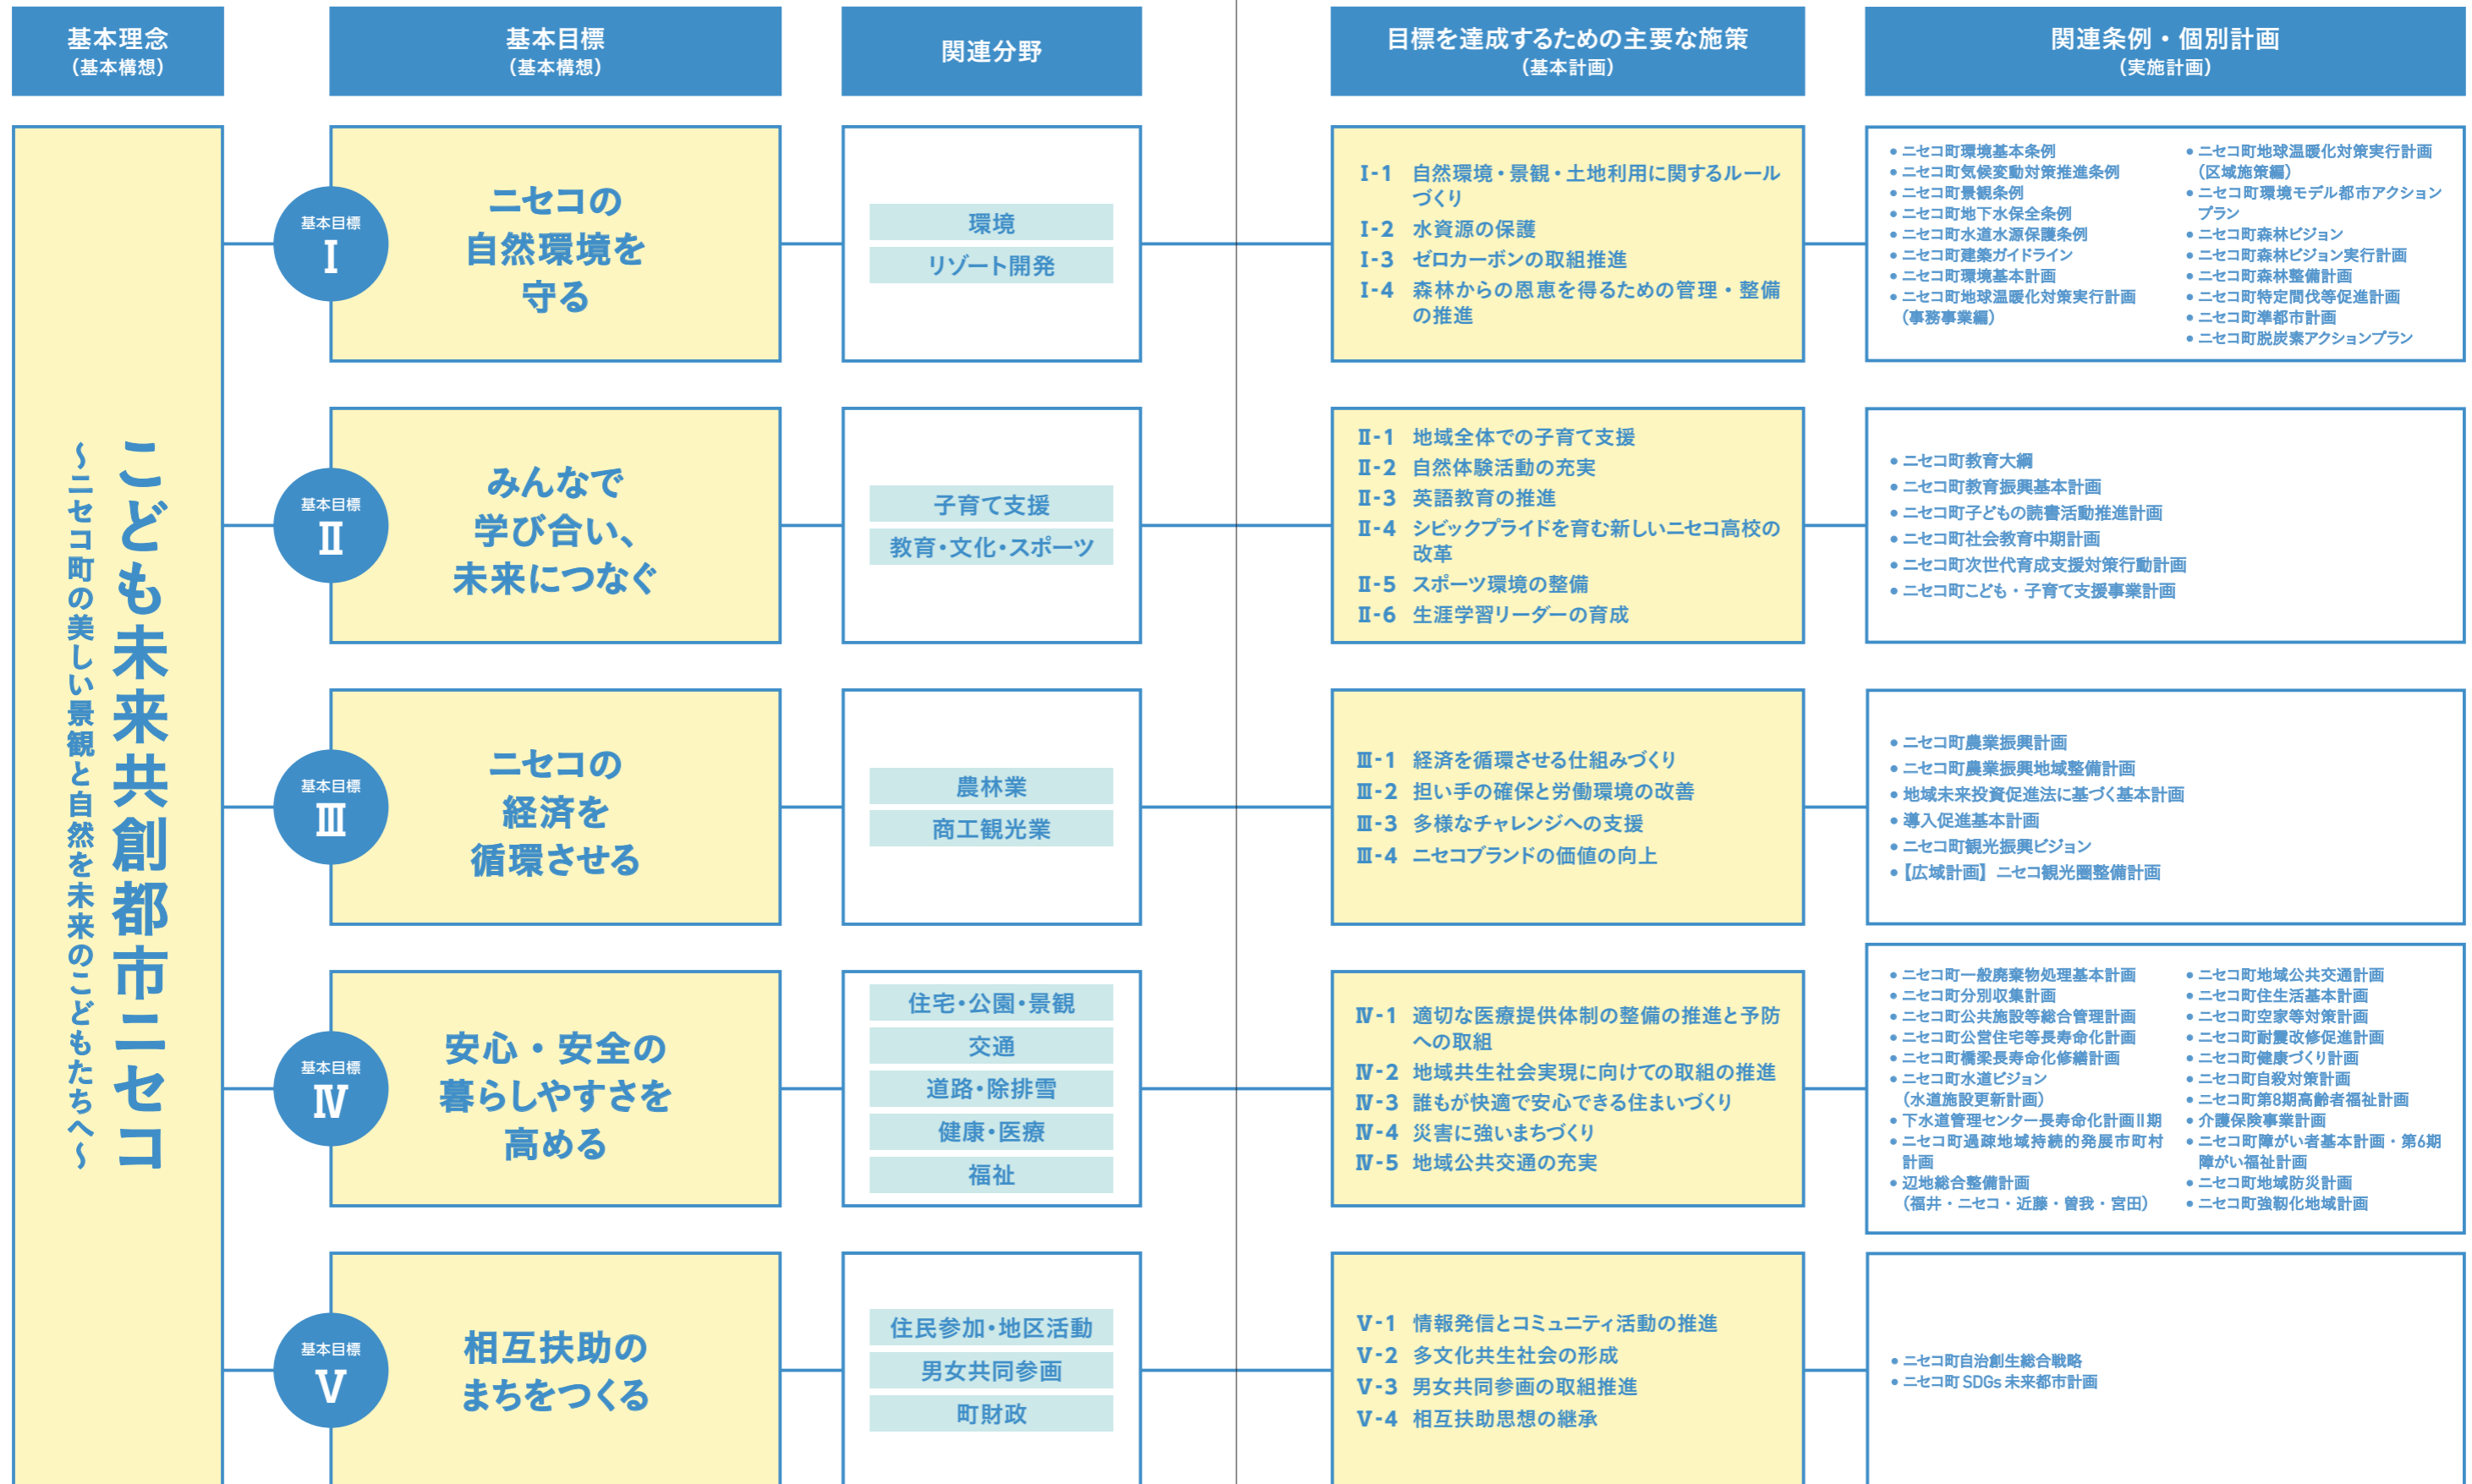 基本理念
（基本構想）
基本目標
（基本構想）
関連分野
目標を達成するための主要な施策
（基本計画）
関連条例・個別計画
（実施計画）
こども未来共創都市ニセコ
～ニセコ町の美しい景観と自然を未来のこどもたちへ～
基本目標
I
ニセコの
自然環境を
守る
環境
リゾート開発
I-1 自然環境・景観・土地利用に関するルール
づくり
I-2 水資源の保護
I-3 ゼロカーボンの取組推進
I-4 森林からの恩恵を得るための管理・整備
の推進
●ニセコ町環境基本条例
●ニセコ町気候変動対策推進条例
●ニセコ町景観条例
●ニセコ町地下水保全条例
●ニセコ町水道水源保護条例
●ニセコ町建築ガイドライン
●ニセコ町環境基本計画
●ニセコ町地球温暖化対策実行計画
（事務事業編）
●ニセコ町地球温暖化対策実行計画
（区域施策編）
●ニセコ町環境モデル都市アクション
プラン
●ニセコ町森林ビジョン
●ニセコ町森林ビジョン実行計画
●ニセコ町森林整備計画
●ニセコ町特定間伐等促進計画
●ニセコ町準都市計画
●ニセコ町脱炭素アクションプラン
基本目標
Ⅱ
みんなで
学び合い、
未来につなぐ
子育て支援
教育・文化・スポーツ
Ⅱ-1 地域全体での子育て支援
Ⅱ-2 自然体験活動の充実
Ⅱ-3 英語教育の推進
Ⅱ-4 シビックプライドを育む新しいニセコ高校の
改革
Ⅱ-5 スポーツ環境の整備
Ⅱ-6 生涯学習リーダーの育成
●ニセコ町教育大綱
●ニセコ町教育振興基本計画
●ニセコ町子どもの読書活動推進計画
●ニセコ町社会教育中期計画
●ニセコ町次世代育成支援対策行動計画
●ニセコ町こども・子育て支援事業計画
基本目標
Ⅲ
ニセコの
経済を
循環させる
農林業
商工観光業
Ⅲ-1 経済を循環させる仕組みづくり
Ⅲ-2 担い手の確保と労働環境の改善
Ⅲ-3 多様なチャレンジへの支援
Ⅲ-4 ニセコブランドの価値の向上
●ニセコ町農業振興計画
●ニセコ町農業振興地域整備計画
●地域未来投資促進法に基づく基本計画
●導入促進基本計画
●ニセコ町観光振興ビジョン
●【広域計画】ニセコ観光圏整備計画
基本目標
Ⅳ
安心・安全の
暮らしやすさを
高める
住宅・公園・景観
交通
道路・除排雪
健康・医療
福祉
Ⅳ-1 適切な医療提供体制の整備の推進と予防
への取組
Ⅳ-2 地域共生社会実現に向けての取組の推進
Ⅳ-3 誰もが快適で安心できる住まいづくり
Ⅳ-4 災害に強いまちづくり
Ⅳ-5 地域公共交通の充実
●ニセコ町一般廃棄物処理基本計画
●ニセコ町分別収集計画
●ニセコ町公共施設等総合管理計画
●ニセコ町公営住宅等長寿命化計画
●ニセコ町橋梁長寿命化修繕計画
●ニセコ町水道ビジョン
（水道施設更新計画）
●下水道管理センター長寿命化計画Ⅱ期
●ニセコ町過疎地域持続的発展市町村
計画
●辺地総合整備計画
（福井・ニセコ・近藤・曽我・宮田）
●ニセコ町地域公共交通計画
●ニセコ町住生活基本計画
●ニセコ町空家等対策計画
●ニセコ町耐震改修促進計画
●ニセコ町健康づくり計画
●ニセコ町自殺対策計画
●ニセコ町第8期高齢者福祉計画
●介護保険事業計画
●ニセコ町障がい者基本計画・第6期
障がい福祉計画
●ニセコ町地域防災計画
●ニセコ町強靭化地域計画
基本目標
V
相互扶助の
まちをつくる
住民参加・地区活動
男女共同参画
町財政
V-1 情報発信とコミュニティ活動の推進
V-2 多文化共生社会の形成
V-3 男女共同参画の取組推進
V-4 相互扶助思想の継承
●ニセコ町自治創生総合戦略
●ニセコ町 SDGs 未来都市計画